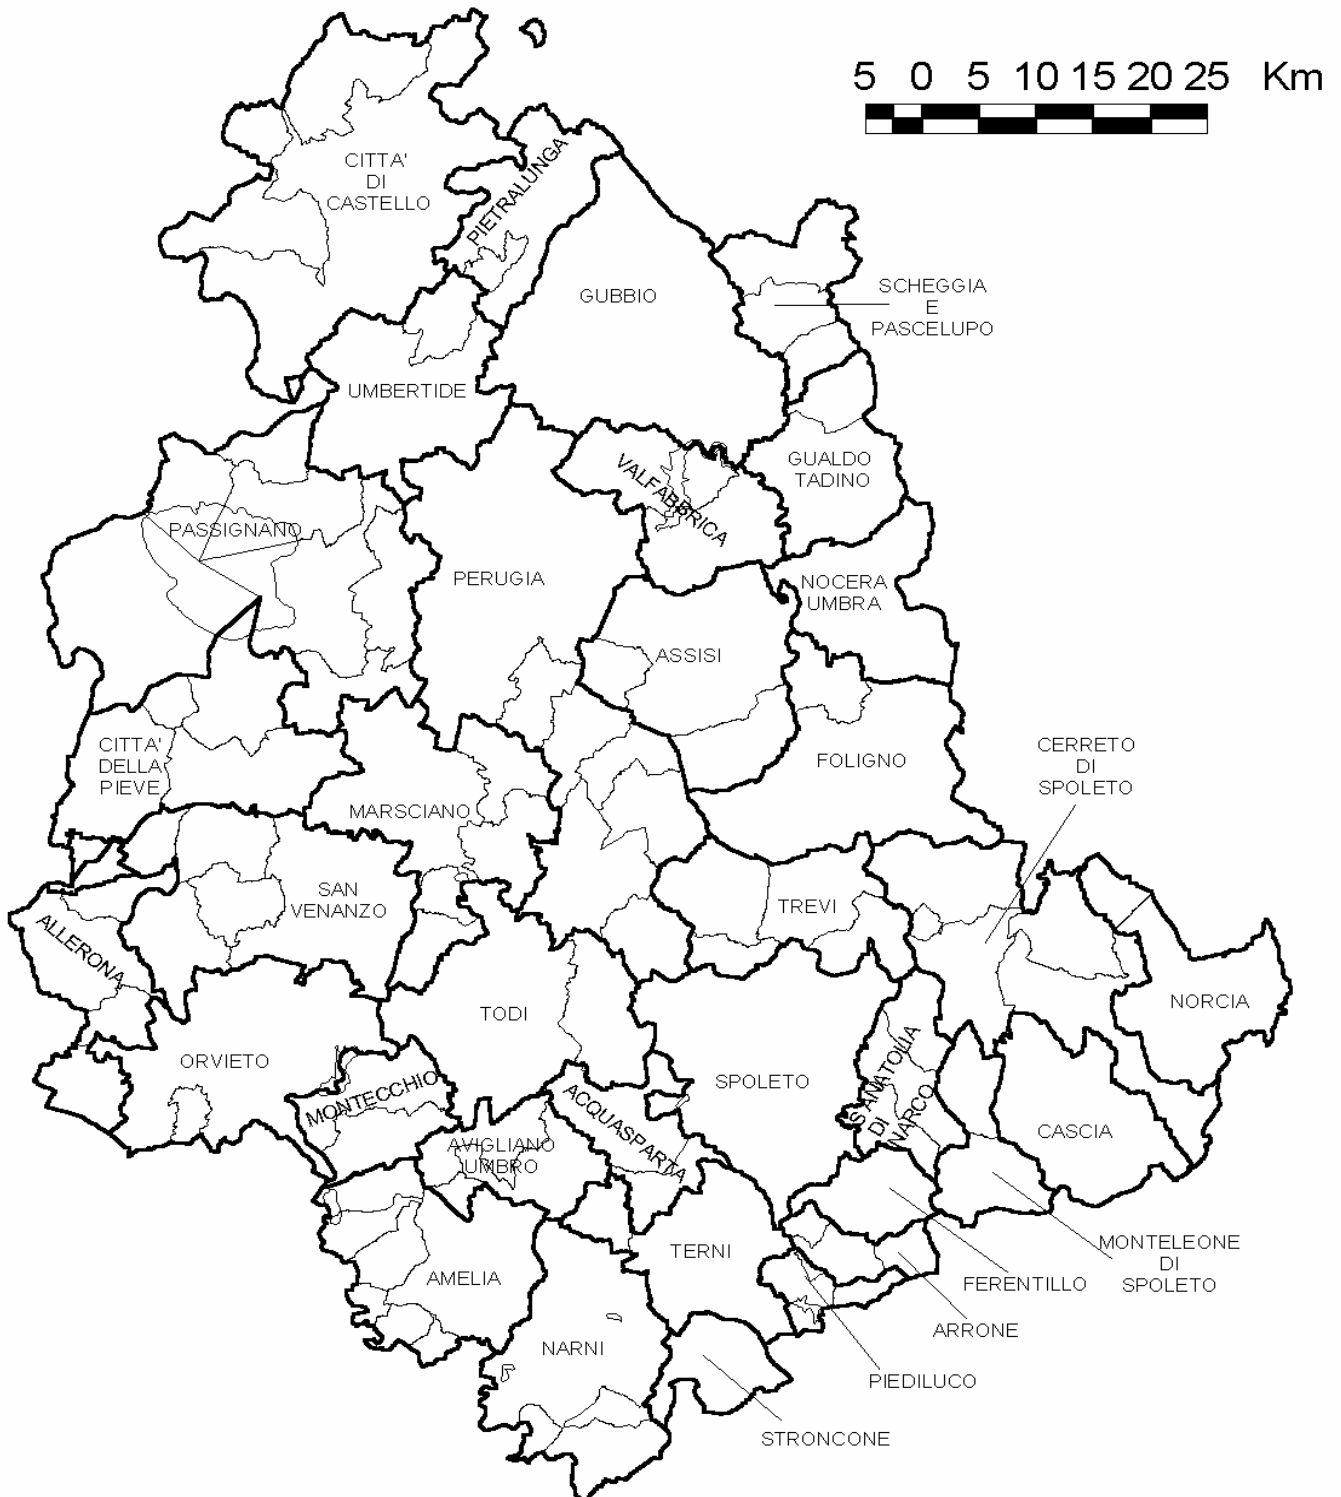 5 0 5 10 15 20 25 Km
CITTA'
DI
CASTELLO
PIETRALUNGA
GUBBIO
SCHEGGIA
E
PASCELUPO
UMBERTIDE
VALFABBRICA
GUALDO
TADINO
PASSIGNANO
PERUGIA
NOCERA
UMBRA
ASSISI
CITTA'
DELLA
PIEVE
FOLIGNO
CERRETO
DI
SPOLETO
MARSCIANO
SAN
VENANZO
TREVI
ALLERONA
TODI
NORCIA
ORVIETO
MONTECCHIO
SPOLETO
S.ANATOLIA
DI
NARCO
ACQUASPARTA
CASCIA
AVIGLIANO
UMBRO
TERNI
MONTELEONE
DI
SPOLETO
AMELIA
FERENTILLO
ARRONE
NARNI
PIEDILUCO
STRONCONE